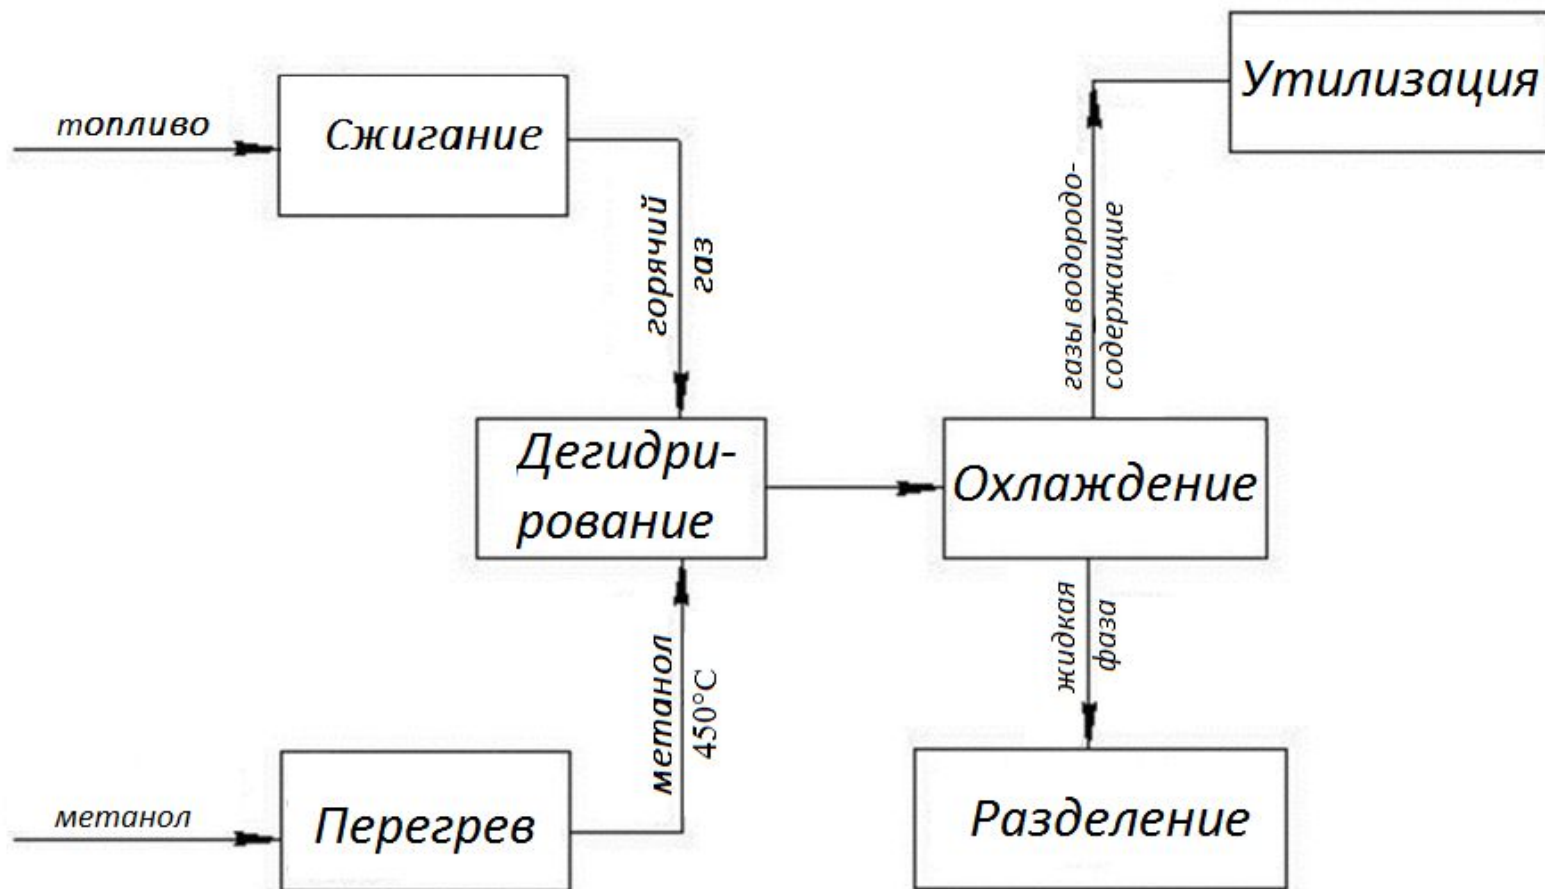 Утилизация
топливо
Сжигание
горячий
газ
газы водородо-
содержащие
Дегидри-
рование
Охлаждение
метанол
450°C
жидкая
фаза
метанол
Перегрев
Разделение